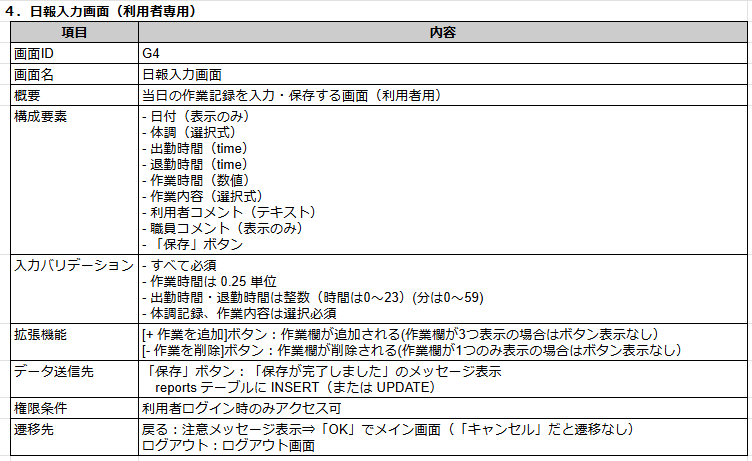 ４．日報入力画面（利用者専用）
項目 内容
画面ID G4
画面名 日報入力画面
概要 当日の作業記録を入力・保存する画面（利用者用）
構成要素 - 日付（表示のみ）
- 体調（選択式）
- 出勤時間（time）
- 退勤時間（time）
- 作業時間（数値）
- 作業内容（選択式）
- 利用者コメント（テキスト）
- 職員コメント（表示のみ）
- 「保存」ボタン
入力バリデーション - すべて必須
- 作業時間は 0.25 単位
- 出勤時間・退勤時間は整数（時間は0～23）(分は0～59)
- 体調記録、作業内容は選択必須
拡張機能 [+ 作業を追加]ボタン：作業欄が追加される(作業欄が3つ表示の場合はボタン表示なし）
[- 作業を削除]ボタン：作業欄が削除される(作業欄が1つのみ表示の場合はボタン表示なし）
データ送信先 「保存」ボタン：「保存が完了しました」のメッセージ表示
reports テーブルに INSERT（または UPDATE）
権限条件 利用者ログイン時のみアクセス可
遷移先 戻る：注意メッセージ表示⇒「OK」でメイン画面（「キャンセル」だと遷移なし）
ログアウト：ログアウト画面